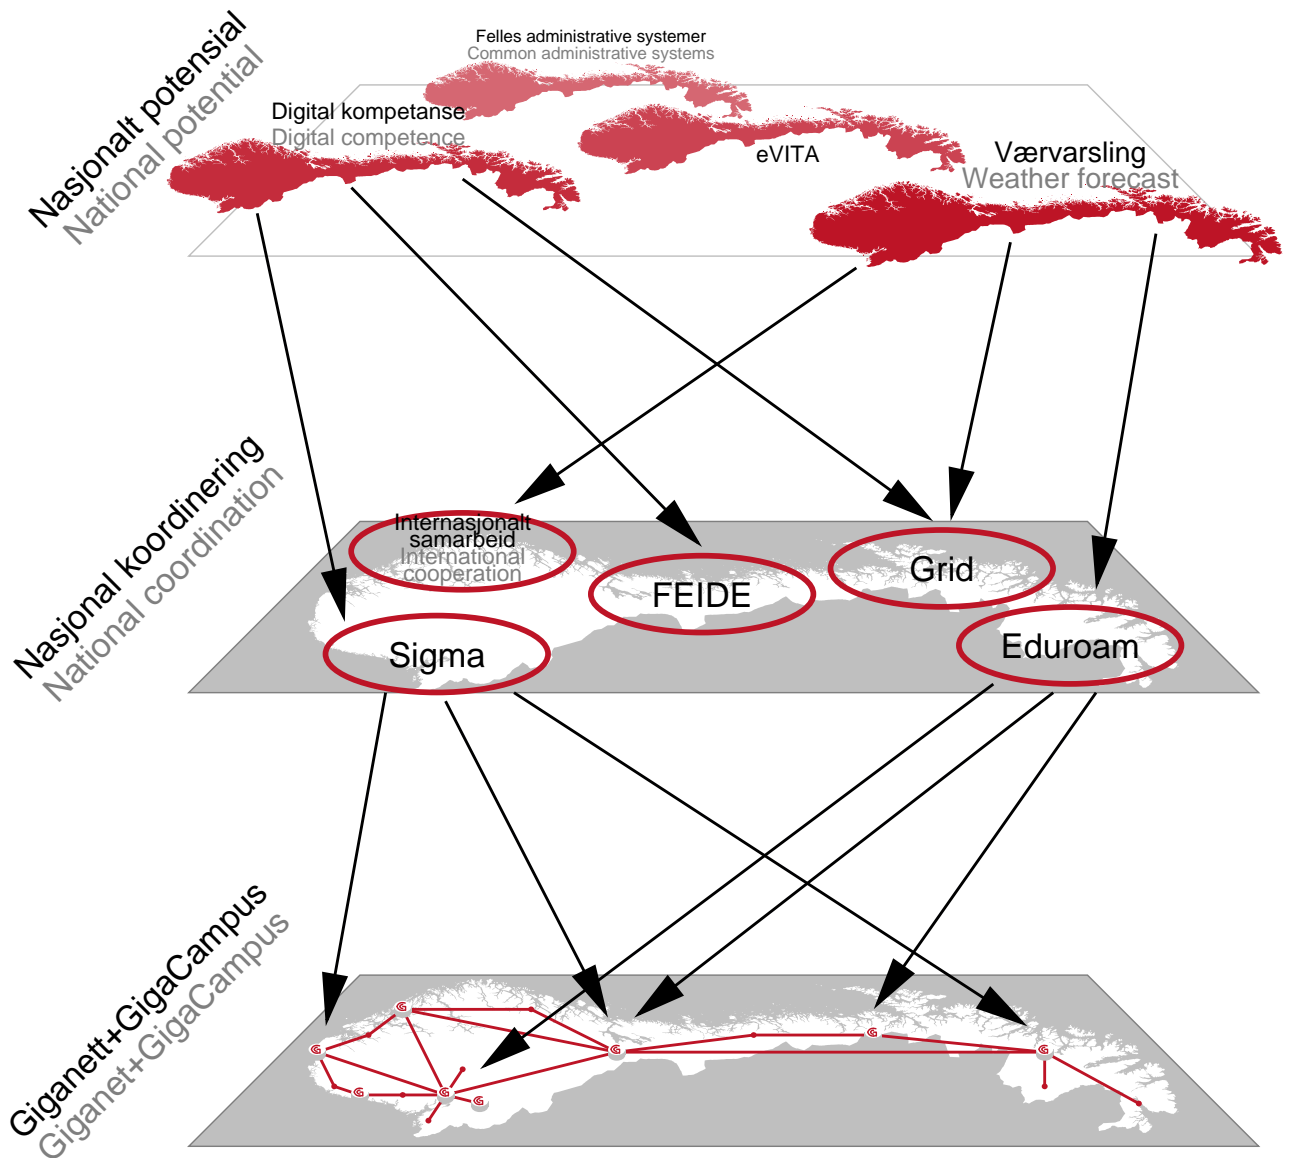 Felles administrative systemer
Common administrative systems
Nasjonalt potensial
National potential
Digital kompetanse
Digital competence
eVITA
Værvarsling
Weather forecast
Nasjonal koordinering
National coordination
Internasjonalt
samarbeid
International
cooperation
FEIDE
Grid
Sigma
Eduroam
Giganett+GigaCampus
Giganet+GigaCampus
G
G
G
G
G
G
G
G